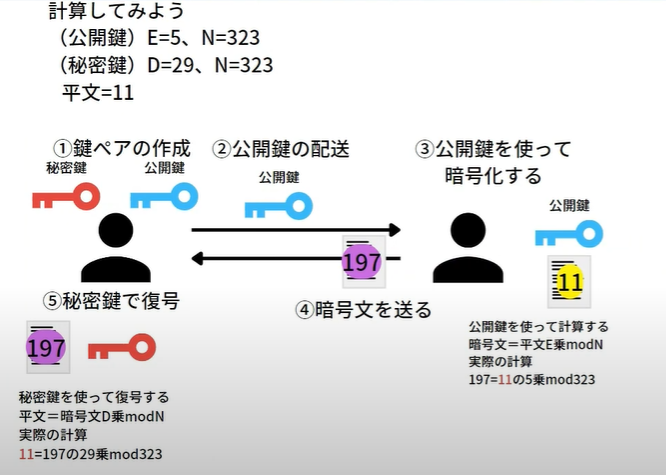 計算してみよう
（公開鍵）E=5、N=323
（秘密鍵）D=29、N=323
平文=11
①鍵ペアの作成
秘密鍵
公開鍵
②公開鍵の配送
公開鍵
③公開鍵を使って
暗号化する
公開鍵
197
11
④暗号文を送る
公開鍵を使って計算する
暗号文＝平文E乗modN
実際の計算
197=11の5乗mod323
⑤秘密鍵で復号
197
秘密鍵を使って復号する
平文＝暗号文D乗modN
実際の計算
11=197の29乗mod323